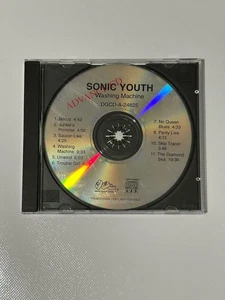 ADVANCE CD
SONIC YOUTH
Washing Machine
DGCD-A-24825
1. Becuz 4:42
2. Junkie's
Promise 4:02
3. Saucer-Like
4:25
4. Washing
Machine 9:33
5. Unwind
6. Trouble Girl
7. No Queen
Blues 4:33
8. Panty Lies
4:15
10. Skip Tracer
3:48
11. The Diamond
Sea 19:36